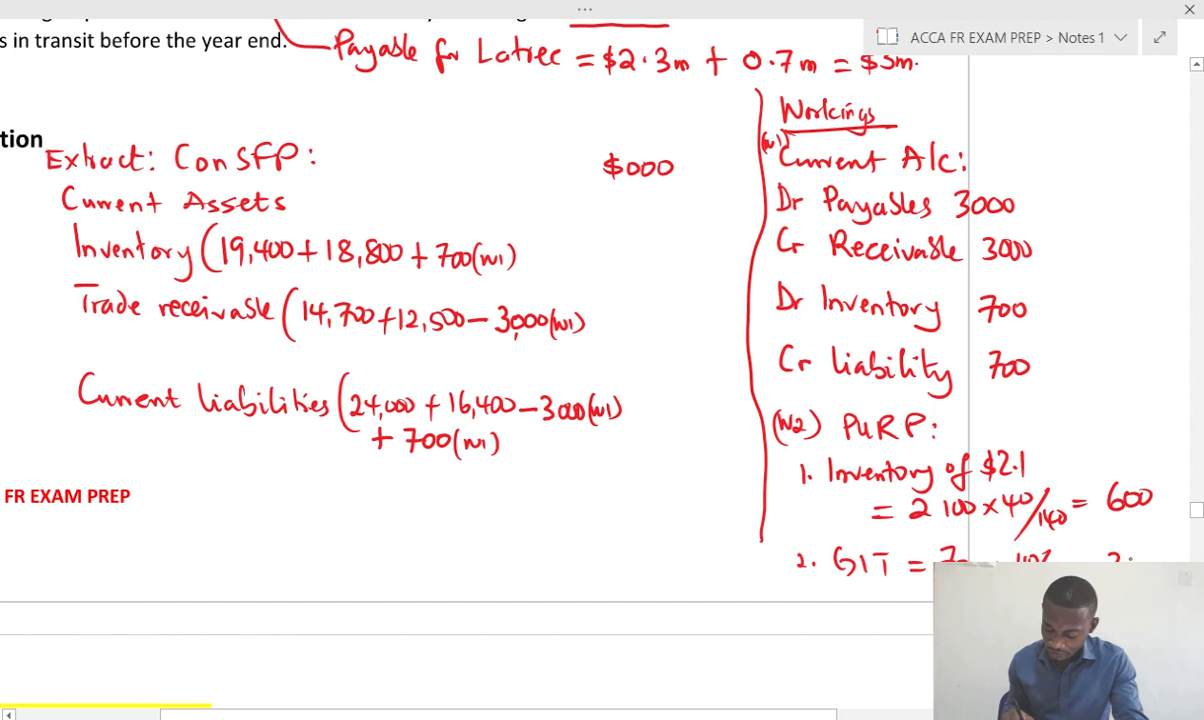 s in transit before the year end.
Payable for Latree = $2.3m + 0.7m = $3m.
ACCA FR EXAM PREP > Notes 1
tion
Extract: Con SFP:
$000
Current Assets
Inventory (19,400 + 18,800 + 700 (W1)
Trade receivable (14,700 + 12,500 - 3,000 (W1)
Current liabilities (24,000 + 16,400 - 3000 (W1)
+ 700 (W1)
FR EXAM PREP
Workings
(W1)
Current A/c:
Dr Payables 3000
Cr Receivable 3000
Dr Inventory 700
Cr liability 700
(W2) PURP:
1. Inventory of $2.1
= 2 100 x 40/140 = 600
2. GIT =